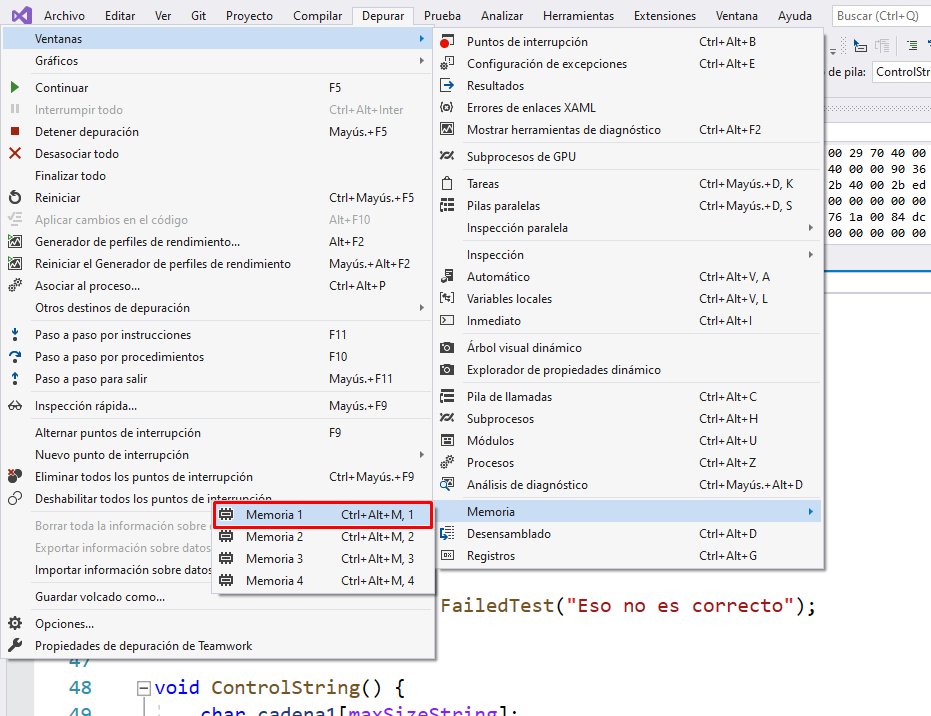 Archivo Editar Ver Git Proyecto Compilar Depurar Prueba Analizar Herramientas Extensiones Ventana Ayuda Buscar (Ctrl+Q)
Ventanas
Gráficos
Continuar F5
Interrumpir todo Ctrl+Alt+Inter
Detener depuración Mayús.+F5
Desasociar todo
Finalizar todo
Reiniciar Ctrl+Mayús.+F5
Aplicar cambios en el código Alt+F10
Generador de perfiles de rendimiento... Alt+F2
Reiniciar el Generador de perfiles de rendimiento Mayús.+Alt+F2
Asociar al proceso... Ctrl+Alt+P
Otros destinos de depuración
Paso a paso por instrucciones F11
Paso a paso por procedimientos F10
Paso a paso para salir Mayús.+F11
Inspección rápida... Mayús.+F9
Alternar puntos de interrupción F9
Nuevo punto de interrupción
Eliminar todos los puntos de interrupción Ctrl+Mayús.+F9
Deshabilitar todos los puntos de interrupción
Borrar toda la información sobre
Exportar información sobre datos
Importar información sobre datos
Guardar volcado como...
Opciones...
Propiedades de depuración de Teamwork
Puntos de interrupción Ctrl+Alt+B
Configuración de excepciones Ctrl+Alt+E
Resultados
Errores de enlaces XAML
Mostrar herramientas de diagnóstico Ctrl+Alt+F2
Subprocesos de GPU
Tareas Ctrl+Mayús.+D, K
Pilas paralelas Ctrl+Mayús.+D, S
Inspección paralela
Inspección
Automático Ctrl+Alt+V, A
Variables locales Ctrl+Alt+V, L
Inmediato Ctrl+Alt+I
Árbol visual dinámico
Explorador de propiedades dinámico
Pila de llamadas Ctrl+Alt+C
Subprocesos Ctrl+Alt+H
Módulos Ctrl+Alt+U
Procesos Ctrl+Alt+Z
Análisis de diagnóstico Ctrl+Mayús.+Alt+D
Memoria
Desensamblado Ctrl+Alt+D
Registros Ctrl+Alt+G
Memoria 1 Ctrl+Alt+M, 1
Memoria 2 Ctrl+Alt+M, 2
Memoria 3 Ctrl+Alt+M, 3
Memoria 4 Ctrl+Alt+M, 4
de pila: ControlStr
00 29 70 40 00
40 00 00 90 36
2b 40 00 2b ed
00 00 00 00 00
76 1a 00 84 dc
00 00 00 00 00
FailedTest("Eso no es correcto");
47
48 void ControlString() {
49 char cadena1[maxSizeString];